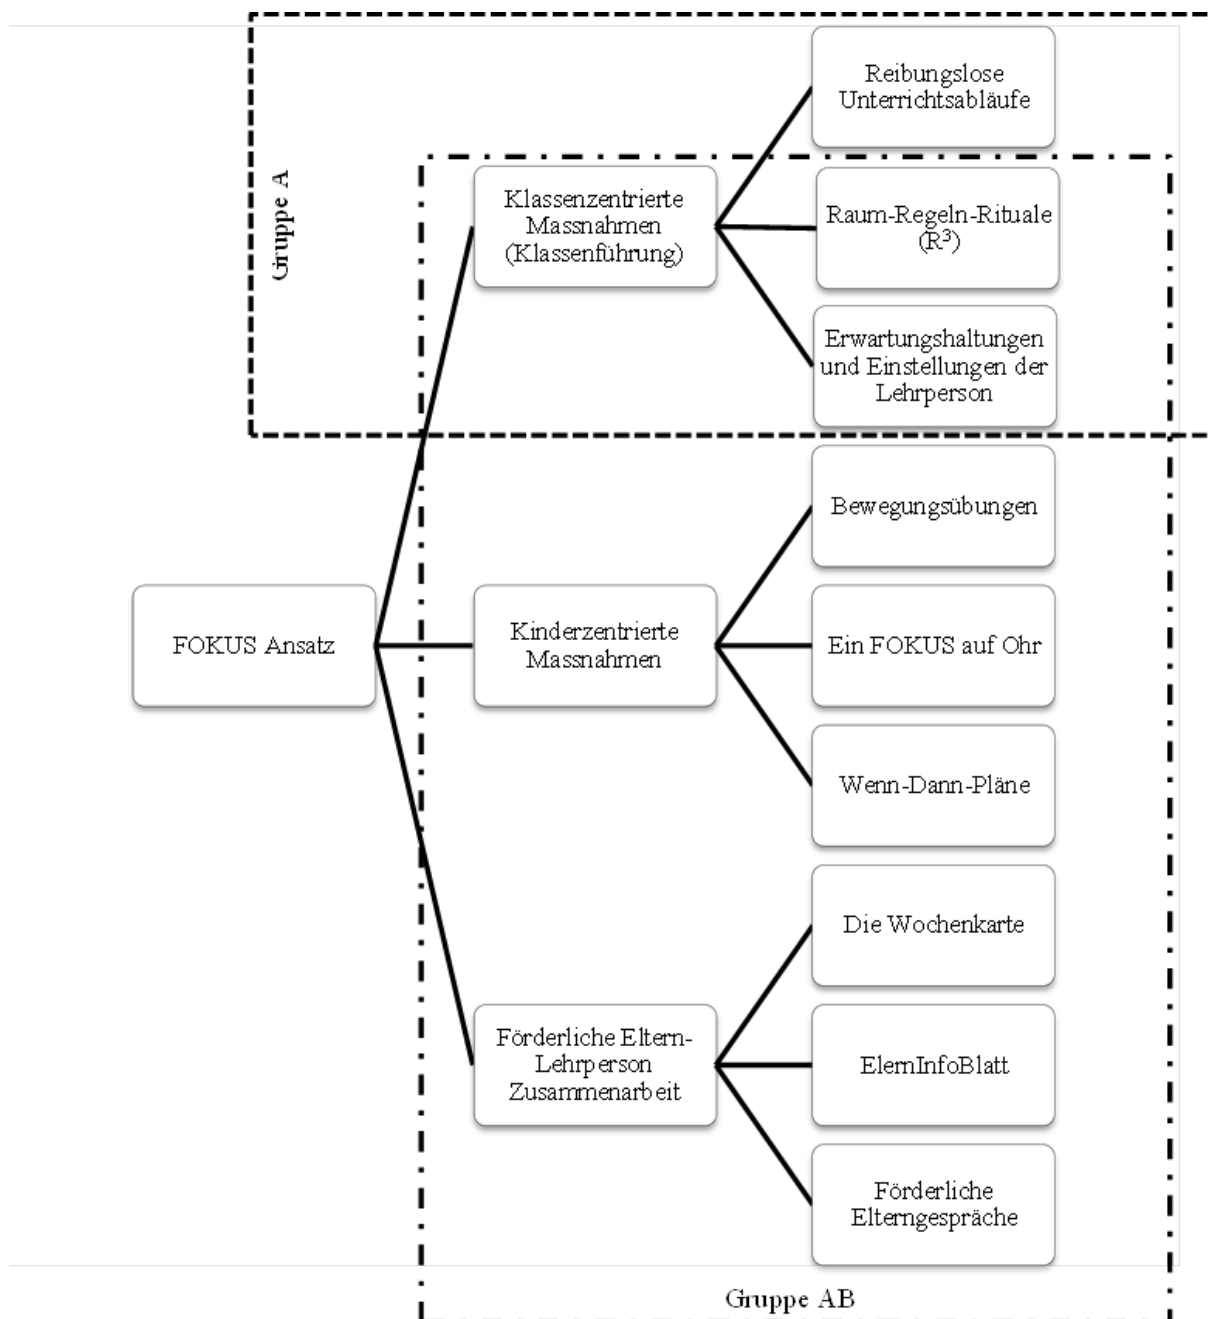 Gruppe A
Reibungslose
Unterrichtsabläufe
Klassenzentrierte
Massnahmen
(Klassenführung)
Raum-Regeln-Rituale
(R³)
Erwartungshaltungen
und Einstellungen der
Lehrperson
Bewegungsübungen
FOKUS Ansatz
Kinderzentrierte
Massnahmen
Ein FOKUS auf Ohr
Wenn-Dann-Pläne
Die Wochenkarte
Förderliche Eltern-
Lehrperson
Zusammenarbeit
ElernInfoBlatt
Förderliche
Elterngespräche
Gruppe AB